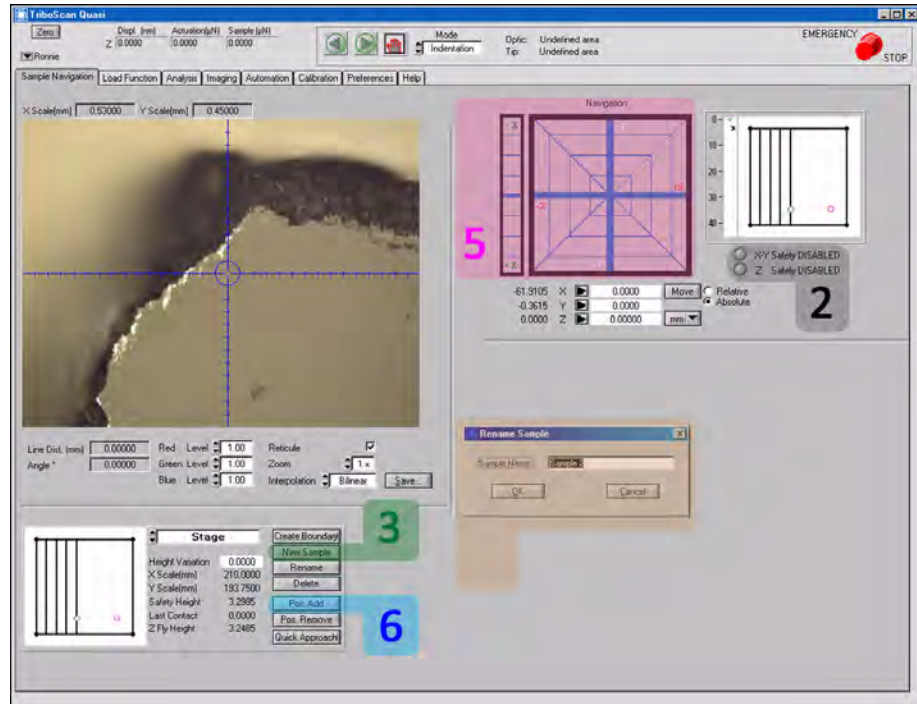 TriboScan Quasi
Zero
Displ. (nm) Actuation(µN) Sample (µN)
Z 0.0000 0.0000 0.0000
Ronnie
Mode
Indentation
Optic: Undefined area
Tip: Undefined area
EMERGENCY
STOP
Sample Navigation Load Function Analysis Imaging Automation Calibration Preferences Help
X Scale(mm) 0.53000 Y Scale(mm) 0.45000
Navigation
0
10
20
30
40
5
X-Y Safety DISABLED
Z Safety DISABLED
2
-61.9105 X 0.0000 Move Relative
-0.3615 Y 0.0000 Absolute
0.0000 Z 0.00000 mm
Line Dist. (mm) 0.00000 Red Level 1.00 Reticule
Angle ° 0.00000 Green Level 1.00 Zoom 1 x
Blue Level 1.00 Interpolation Bilinear Save
Rename Sample
Sample Name
OK Cancel
3
Stage Create Boundary
New Sample
Height Variation 0.0000 Rename
X Scale(mm) 210.0000
Y Scale(mm) 193.7500 Delete
Safety Height 3.2985 Pos. Add
Last Contact 0.0000 Pos. Remove
Z Fly Height 3.2485 Quick Approach
6